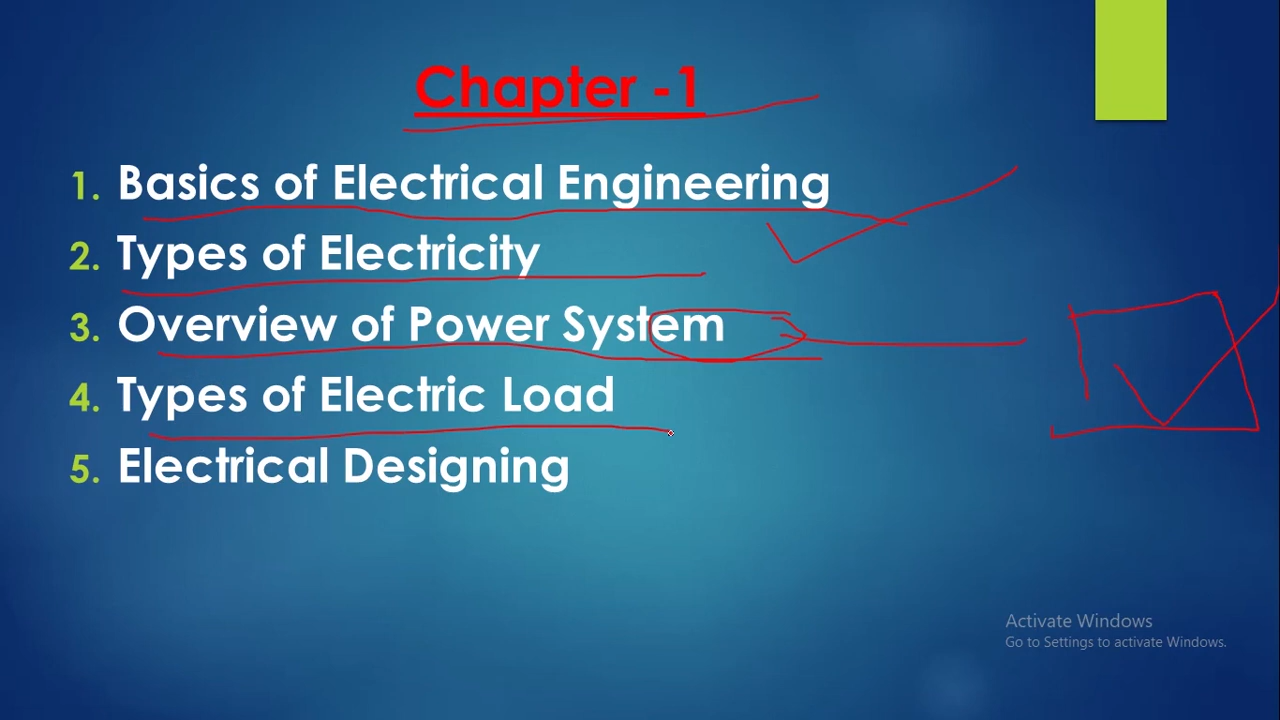 Chapter -1
1. Basics of Electrical Engineering
2. Types of Electricity
3. Overview of Power System
4. Types of Electric Load
5. Electrical Designing
Activate Windows
Go to Settings to activate Windows.